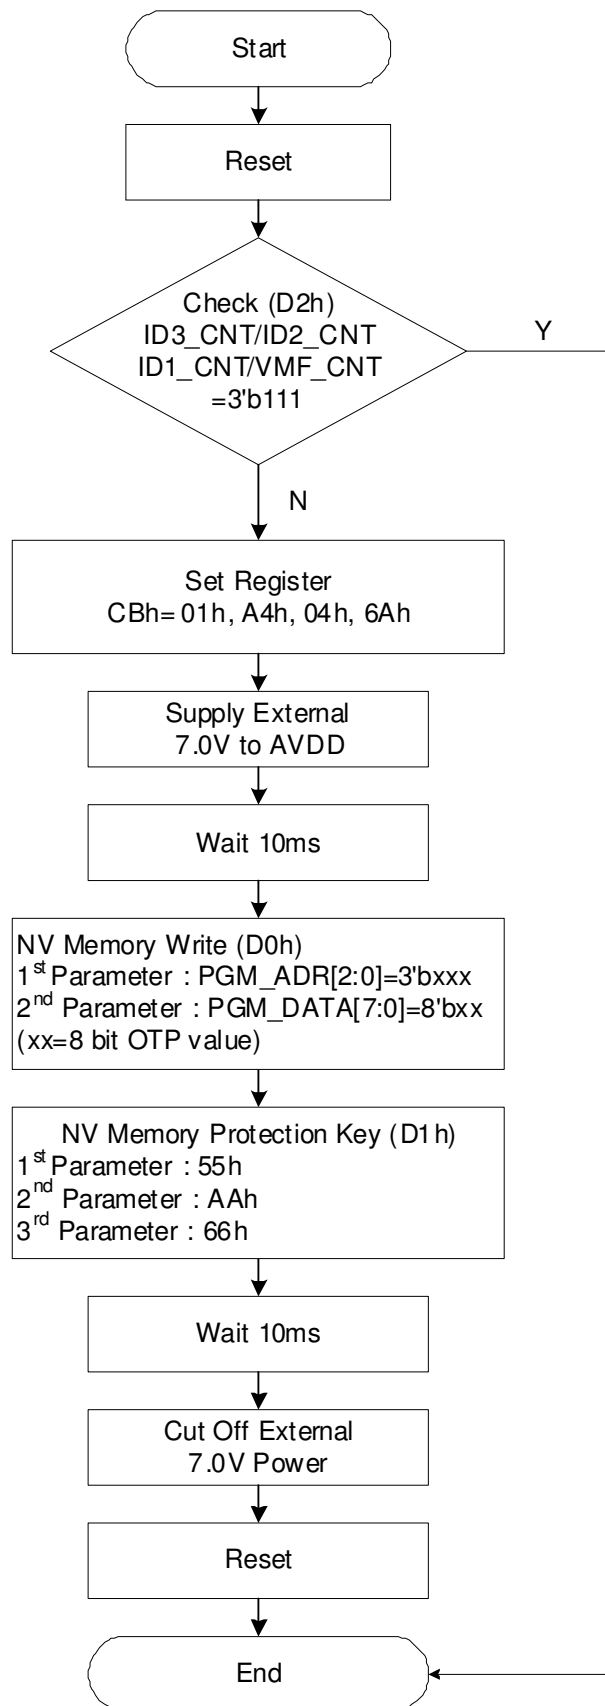 Start
Reset
Check (D2h)
ID3_CNT/ID2_CNT
ID1_CNT/VMF_CNT
=3'b111
Y
N
Set Register
CBh= 01h, A4h, 04h, 6Ah
Supply External
7.0V to AVDD
Wait 10ms
NV Memory Write (D0h)
1st Parameter : PGM_ADR[2:0]=3'bxxx
2nd Parameter : PGM_DATA[7:0]=8'bxx
(xx=8 bit OTP value)
NV Memory Protection Key (D1h)
1st Parameter : 55h
2nd Parameter : AAh
3rd Parameter : 66h
Wait 10ms
Cut Off External
7.0V Power
Reset
End